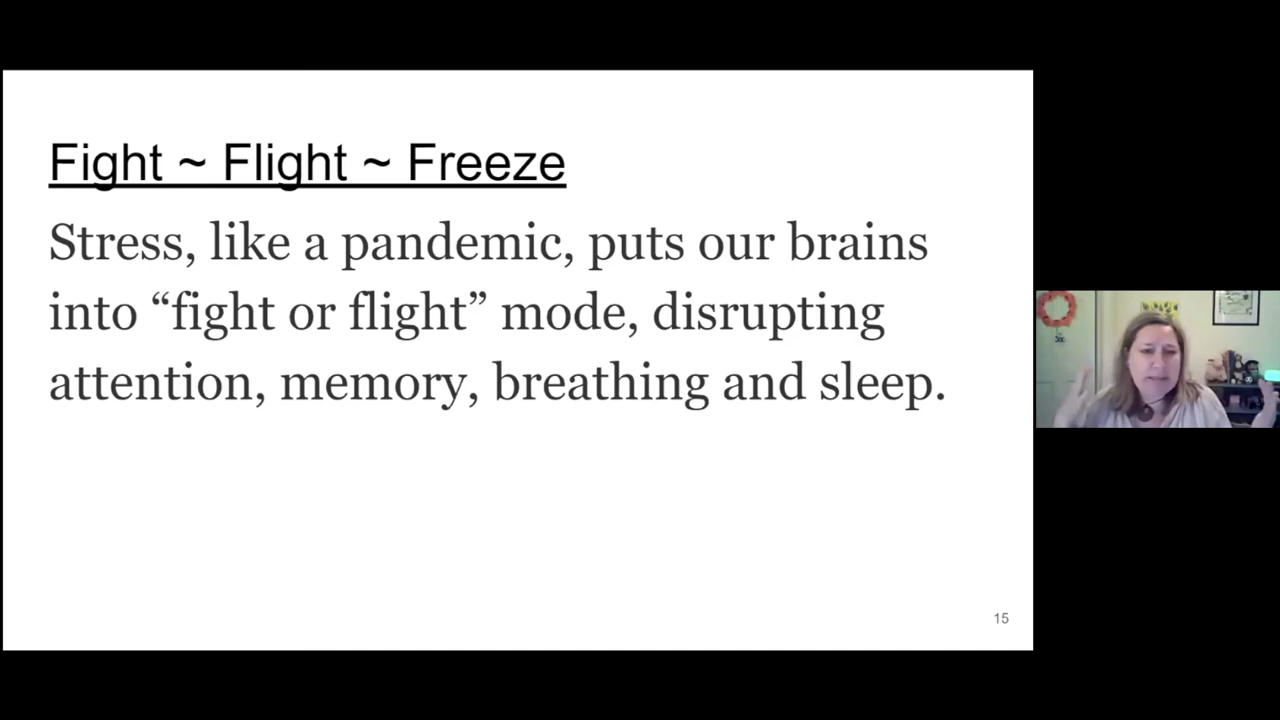 Fight ~ Flight ~ Freeze
Stress, like a pandemic, puts our brains
into “fight or flight” mode, disrupting
attention, memory, breathing and sleep.
15